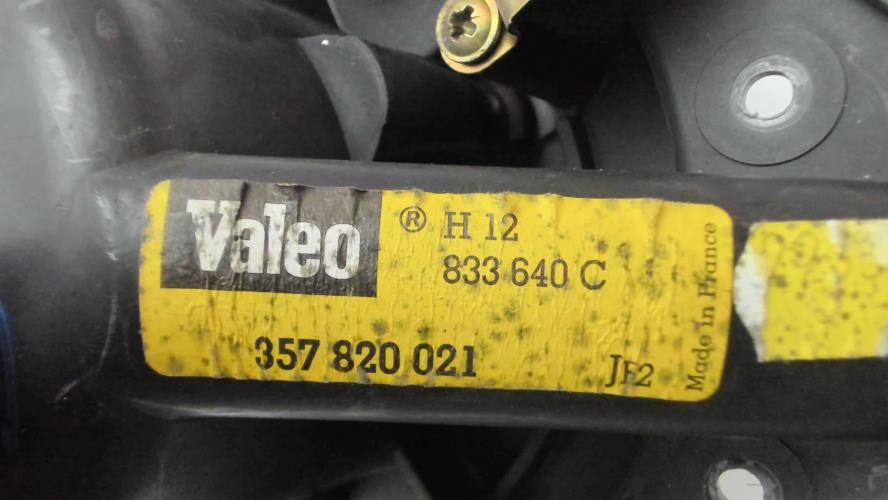 Valeo ® H 12
833 640 C
357 820 021 JF2
Made in France